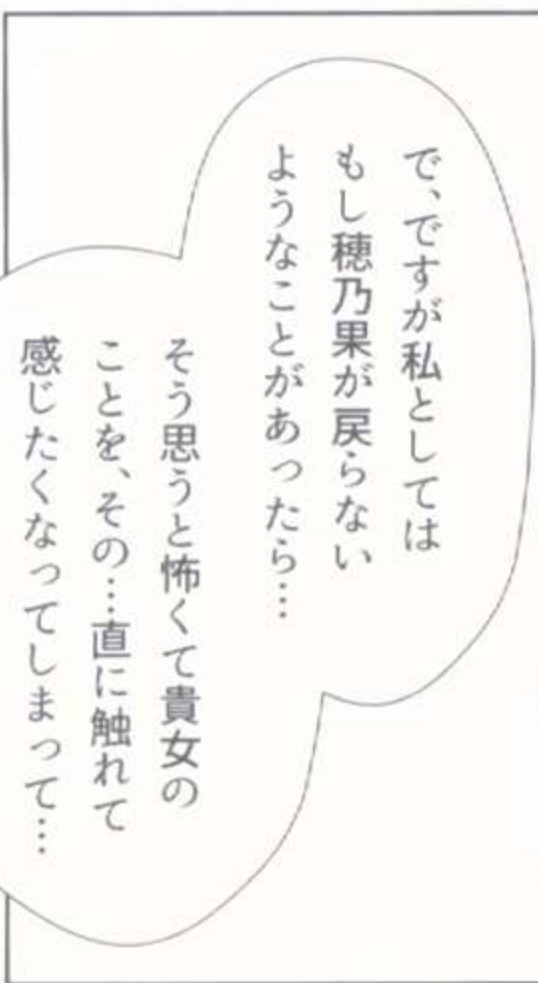 で、ですが私としては
もし穂乃果が戻らない
ようなことがあったら…
そう思うと怖くて貴女の
ことを、その…直に触れて
感じたくなってしまって…